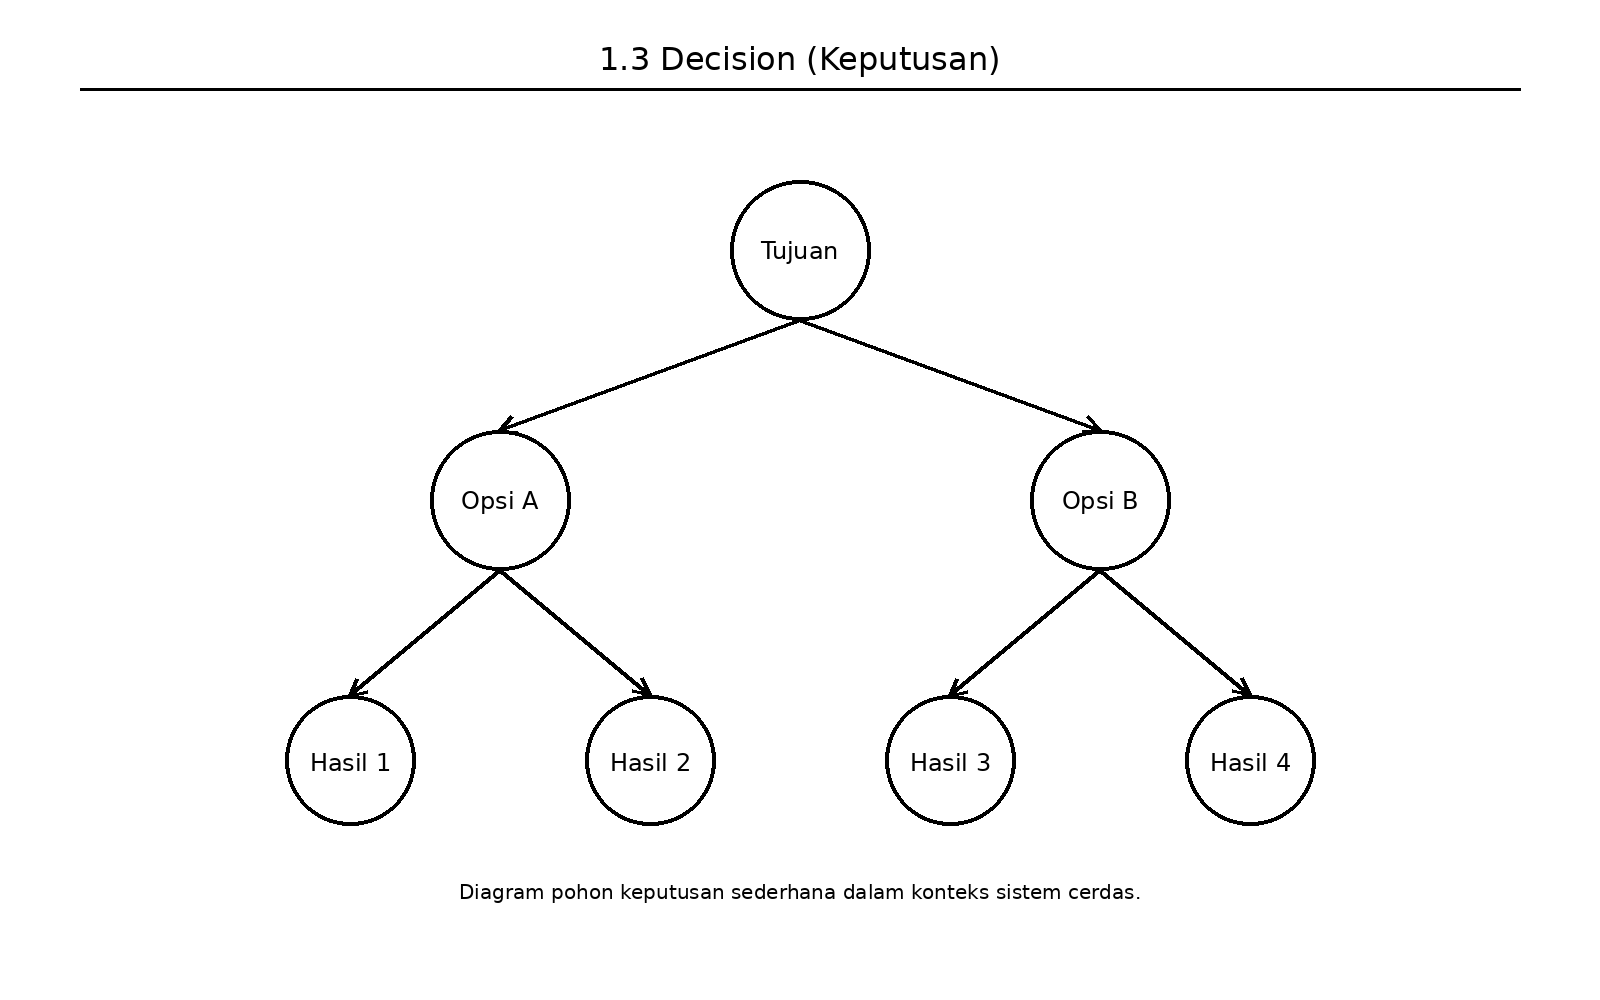 1.3 Decision (Keputusan)
Tujuan
Opsi A
Opsi B
Hasil 1
Hasil 2
Hasil 3
Hasil 4
Diagram pohon keputusan sederhana dalam konteks sistem cerdas.